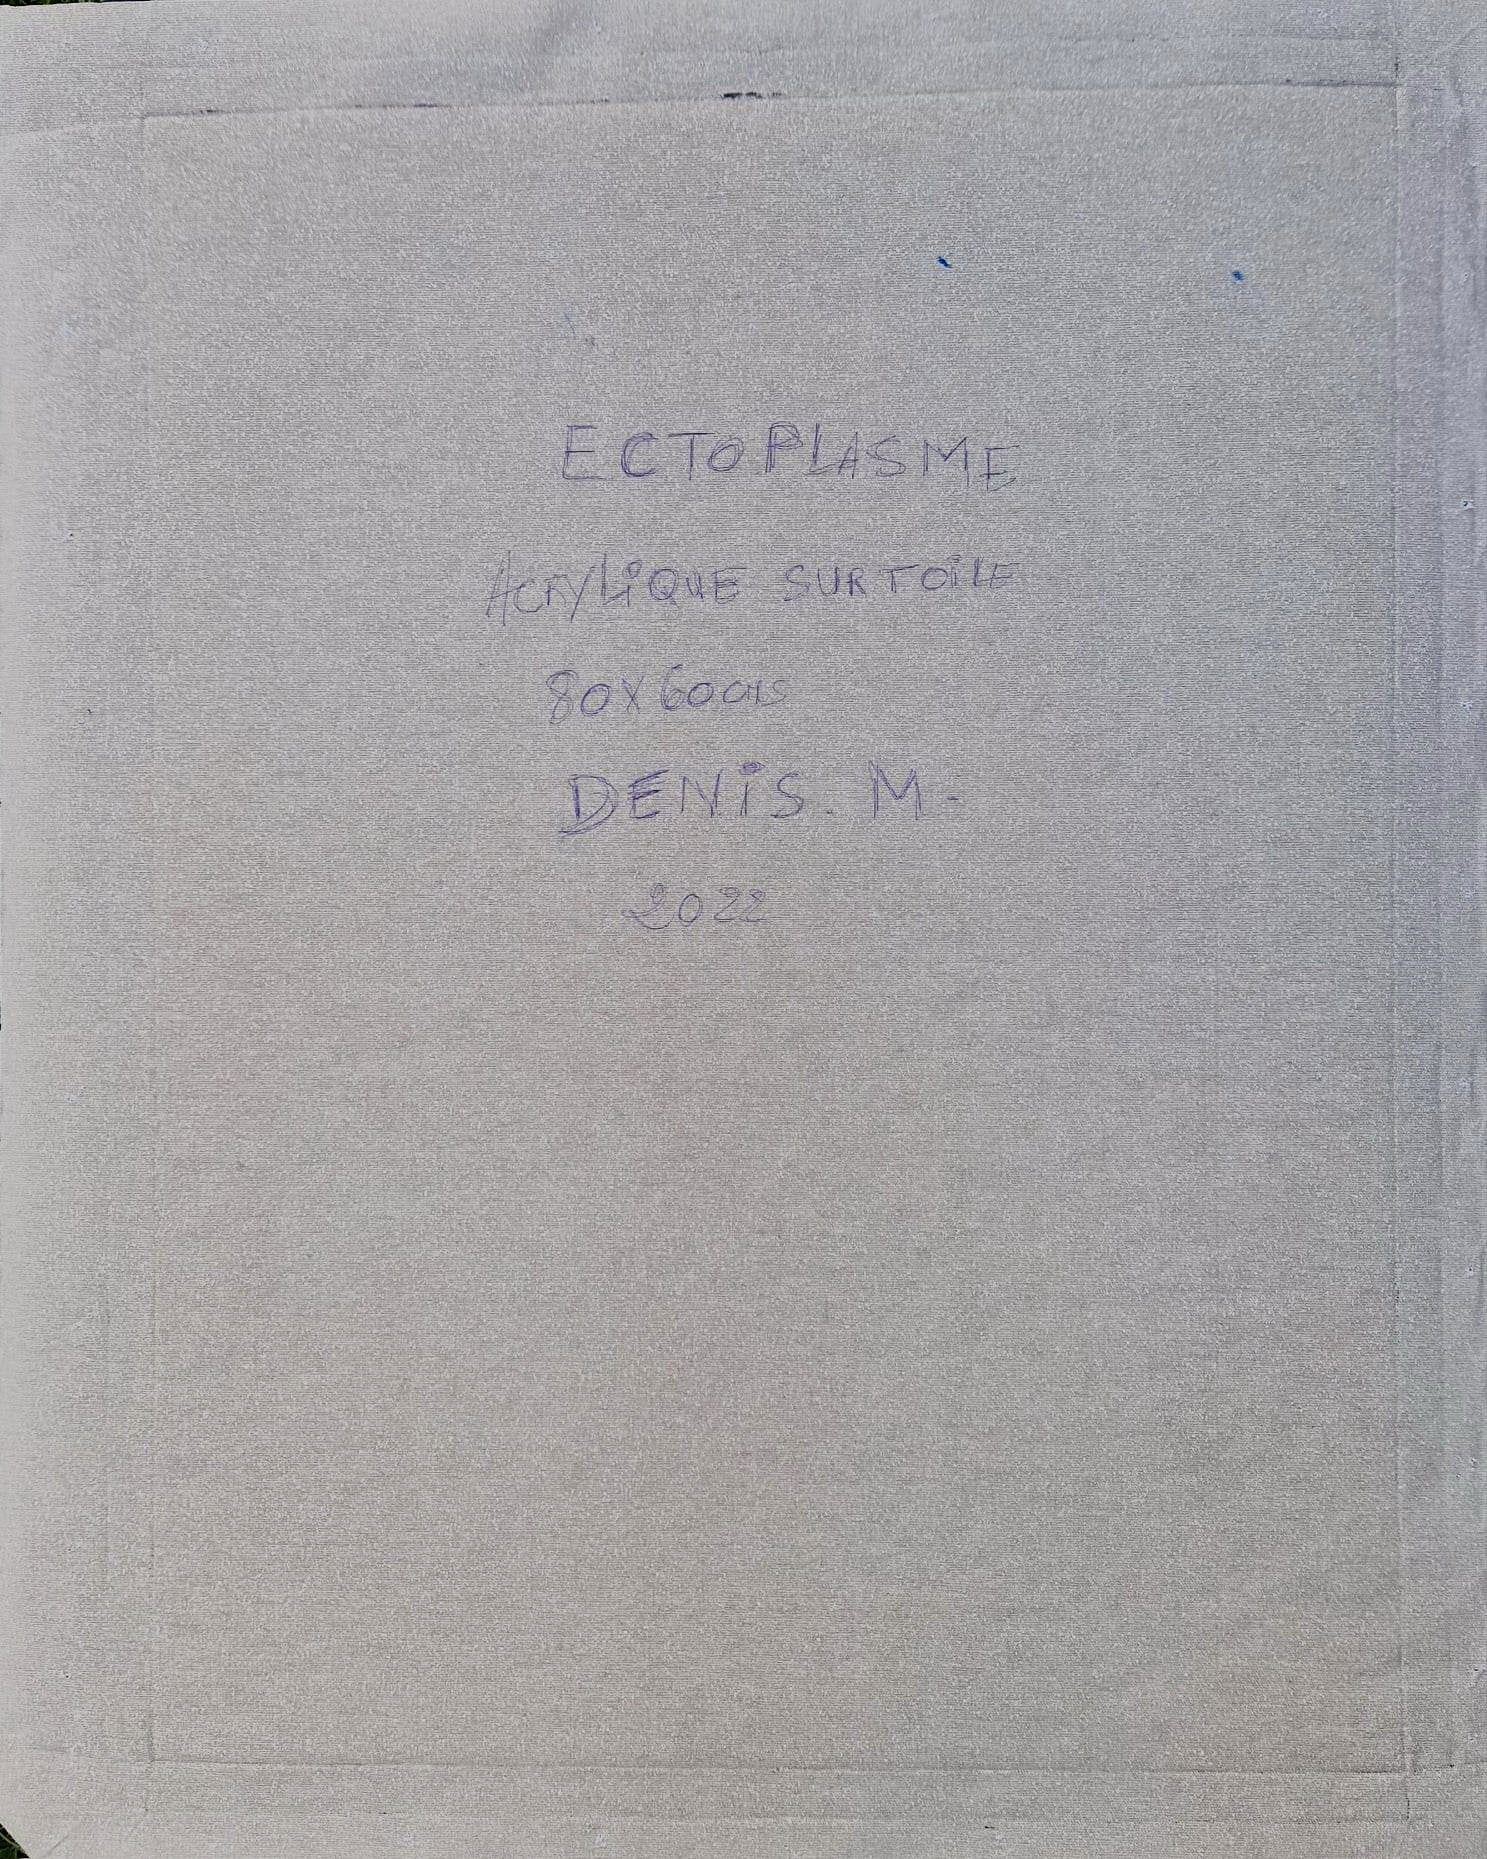 ECTOPLASME
ACRYLiQUE SUR TOiLE
80X60cms
DENiS. M.
2022